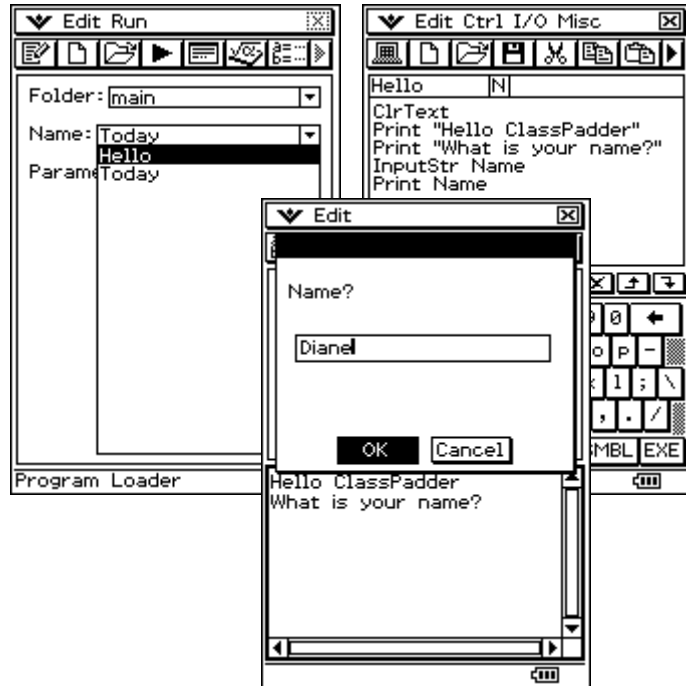 Edit Run
Folder: main
Name: Today
Hello
Today
Param
Program Loader
Edit Ctrl I/O Misc
Hello N
ClrText
Print "Hello ClassPadder"
Print "What is your name?"
InputStr Name
Print Name
0
o p -
l ; \
, . /
SMBL EXE
Edit
Name?
Diane
OK Cancel
Hello ClassPadder
What is your name?